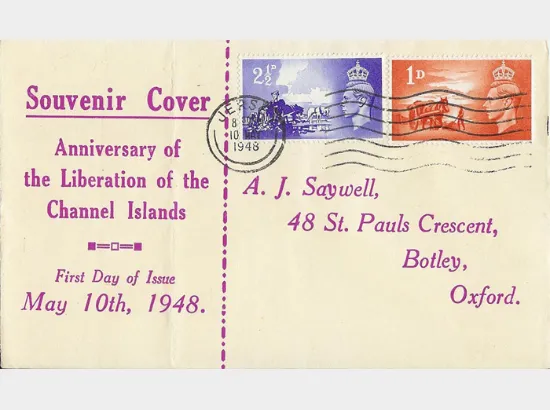 Souvenir Cover
Anniversary of
the Liberation of the
Channel Islands
First Day of Issue
May 10th, 1948.
2½D
1D
JERSEY
8
10
1948
A. J. Saywell,
48 St. Pauls Crescent,
Botley,
Oxford.